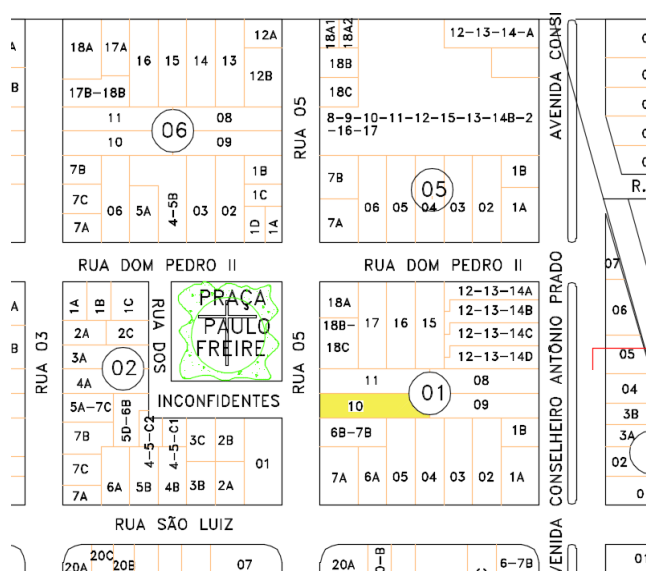 A
B
18A
17A
16
15
14
13
12A
12B
17B-18B
11
08
06
10
09
7B
7C
7A
06
5A
4-5B
03
02
1B
1C
1D
1A
RUA 05
18A1
18A2
12-13-14-A
18B
18C
8-9-10-11-12-15-13-14B-2
-16-17
7B
7A
06
05
04
03
02
1B
1A
05
AVENIDA CONSI
R.
RUA DOM PEDRO II
RUA DOM PEDRO II
A
B
RUA 03
1A
1B
1C
2A
2C
3A
4A
02
5A-7C
7B
7C
7A
5D-6B
6A
5B
4-5-C2
4-5-C1
4B
3C
3B
2B
2A
01
RUA DOS
INCONFIDENTES
PRAÇA
PAULO
FREIRE
RUA 05
18A
18B-
18C
17
16
15
12-13-14A
12-13-14B
12-13-14C
12-13-14D
11
08
01
10
09
6B-7B
7A
6A
05
04
03
02
1B
1A
AVENIDA CONSELHEIRO ANTÔNIO PRADO
07
06
05
04
3B
3A
02
RUA SÃO LUIZ
20A
20C
20B
07
20A
6-7B
01